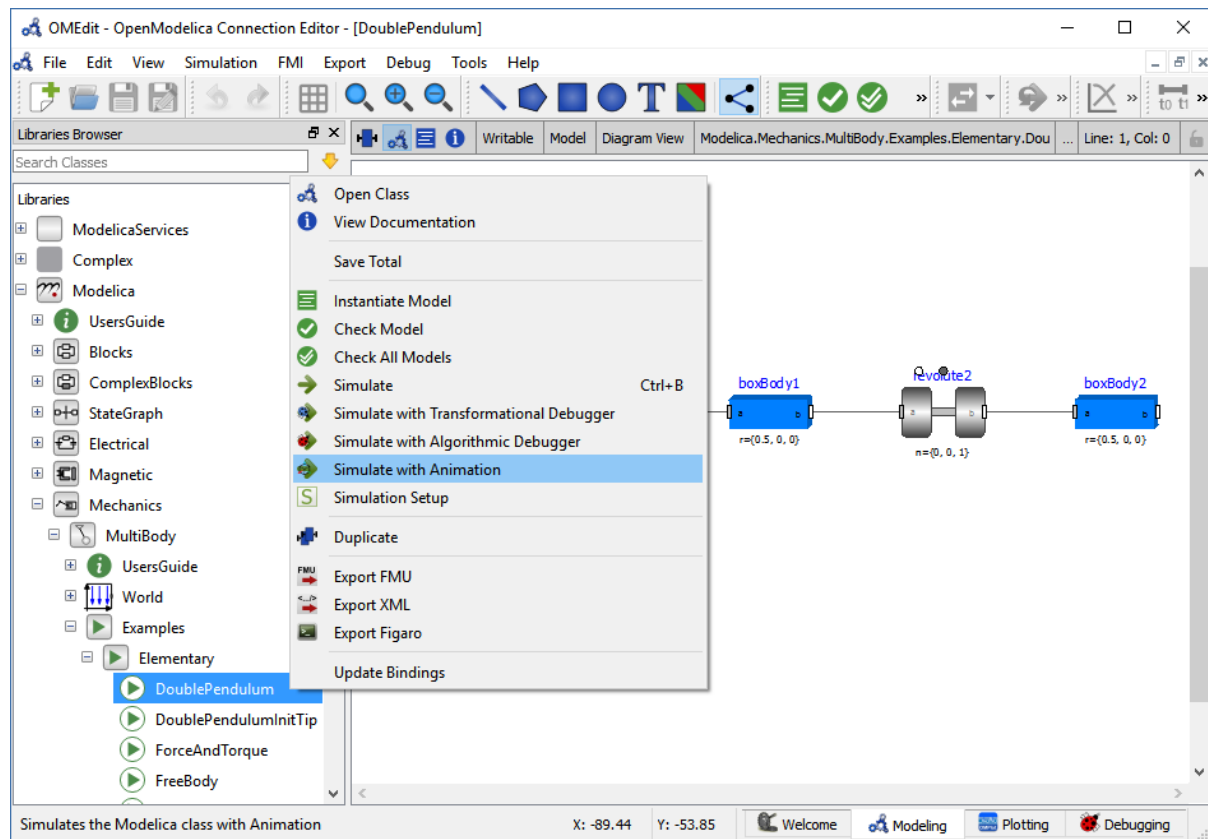 OMEdit - OpenModelica Connection Editor - [DoublePendulum]
File Edit View Simulation FMI Export Debug Tools Help
T to t1
Libraries Browser
Writable Model Diagram View Modelica.Mechanics.MultiBody.Examples.Elementary.Dou ... Line: 1, Col: 0
Search Classes
Libraries
ModelicaServices
Complex
Modelica
UsersGuide
Blocks
ComplexBlocks
StateGraph
Electrical
Magnetic
Mechanics
MultiBody
UsersGuide
World
Examples
Elementary
DoublePendulum
DoublePendulumInitTip
ForceAndTorque
FreeBody
Open Class
View Documentation
Save Total
Instantiate Model
Check Model
Check All Models
Simulate Ctrl+B
Simulate with Transformational Debugger
Simulate with Algorithmic Debugger
Simulate with Animation
S Simulation Setup
Duplicate
FMU Export FMU
Export XML
Export Figaro
Update Bindings
boxBody1 revolute2 boxBody2
a b a b a b
r={0.5, 0, 0} n={0, 0, 1} r={0.5, 0, 0}
Simulates the Modelica class with Animation X: -89.44 Y: -53.85 Welcome Modeling Plotting Debugging